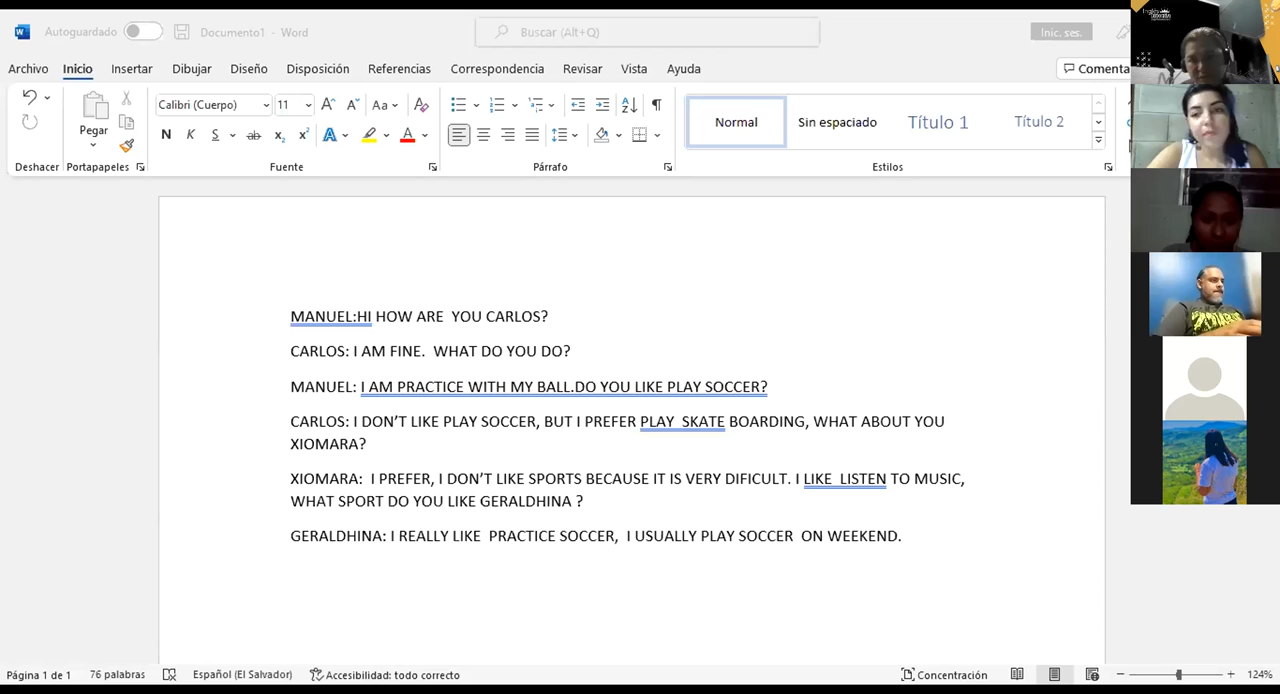 Autoguardado
Documento1 - Word
Buscar (Alt+Q)
Inic. ses.
Inglés
Archivo Inicio Insertar Dibujar Diseño Disposición Referencias Correspondencia Revisar Vista Ayuda
Comenta
Calibri (Cuerpo) 11
Pegar
Normal Sin espaciado Título 1 Título 2
Deshacer Portapapeles Fuente Párrafo Estilos
MANUEL:HI HOW ARE YOU CARLOS?
CARLOS: I AM FINE. WHAT DO YOU DO?
MANUEL: I AM PRACTICE WITH MY BALL.DO YOU LIKE PLAY SOCCER?
CARLOS: I DON'T LIKE PLAY SOCCER, BUT I PREFER PLAY SKATE BOARDING, WHAT ABOUT YOU
XIOMARA?
XIOMARA: I PREFER, I DON'T LIKE SPORTS BECAUSE IT IS VERY DIFICULT. I LIKE LISTEN TO MUSIC,
WHAT SPORT DO YOU LIKE GERALDHINA ?
GERALDHINA: I REALLY LIKE PRACTICE SOCCER, I USUALLY PLAY SOCCER ON WEEKEND.
Página 1 de 1 76 palabras Español (El Salvador) Accesibilidad: todo correcto Concentración 124%